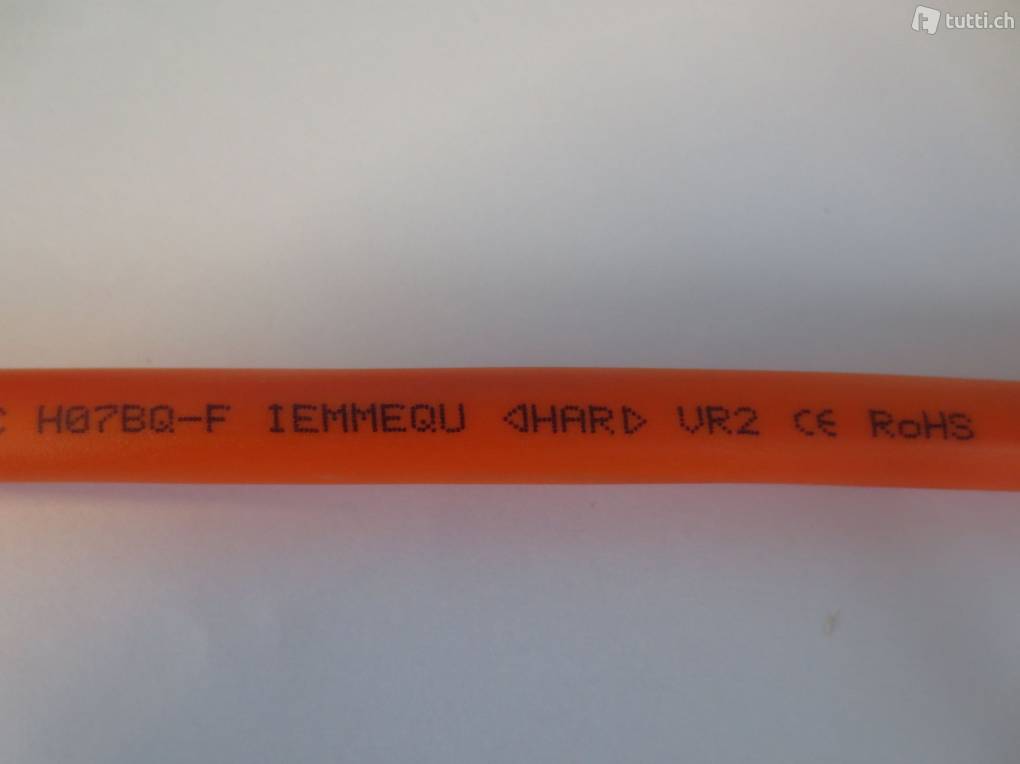 tutti.ch
C H07BQ-F IEMMEQU ◁HAR▷ VR2 CE RoHS